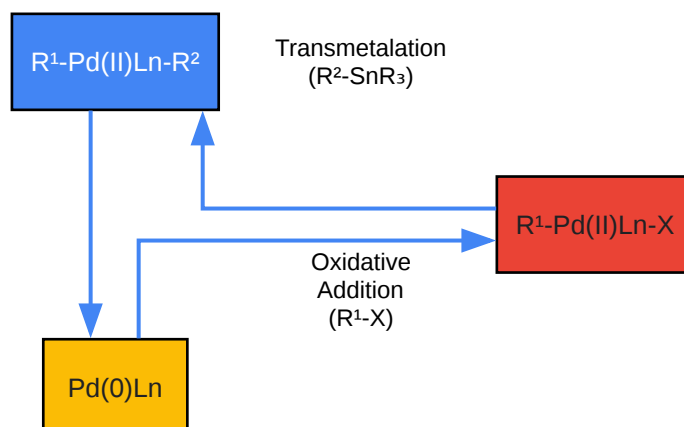 R¹-Pd(II)Ln-R²
Transmetalation
(R²-SnR₃)
R¹-Pd(II)Ln-X
Oxidative
Addition
(R¹-X)
Pd(0)Ln